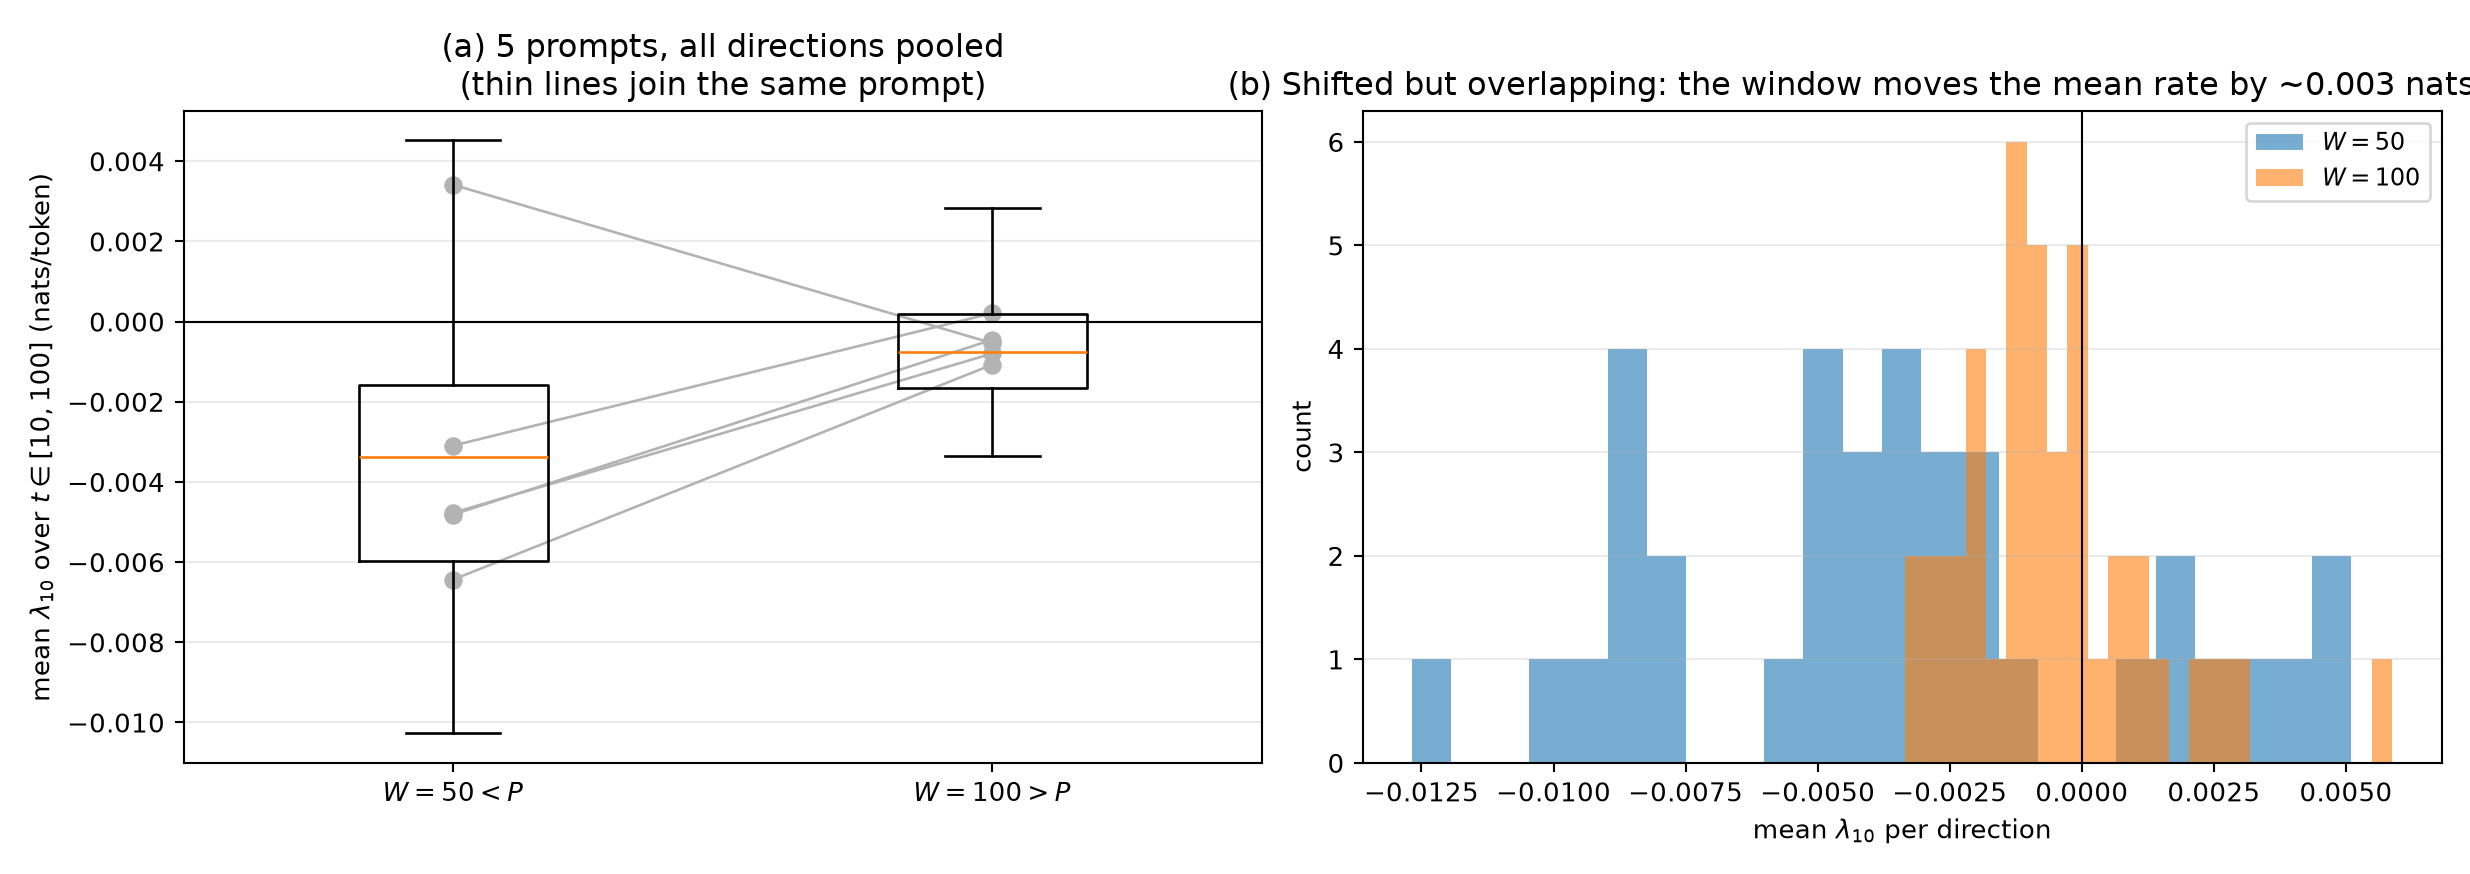 (a) 5 prompts, all directions pooled
(thin lines join the same prompt)
mean λ10 over t ∈ [10, 100] (nats/token)
0.004
0.002
0.000
−0.002
−0.004
−0.006
−0.008
−0.010
W = 50 < P
W = 100 > P
(b) Shifted but overlapping: the window moves the mean rate by ~0.003 nats
count
6
5
4
3
2
1
0
W = 50
W = 100
−0.0125
−0.0100
−0.0075
−0.0050
−0.0025
0.0000
0.0025
0.0050
mean λ10 per direction